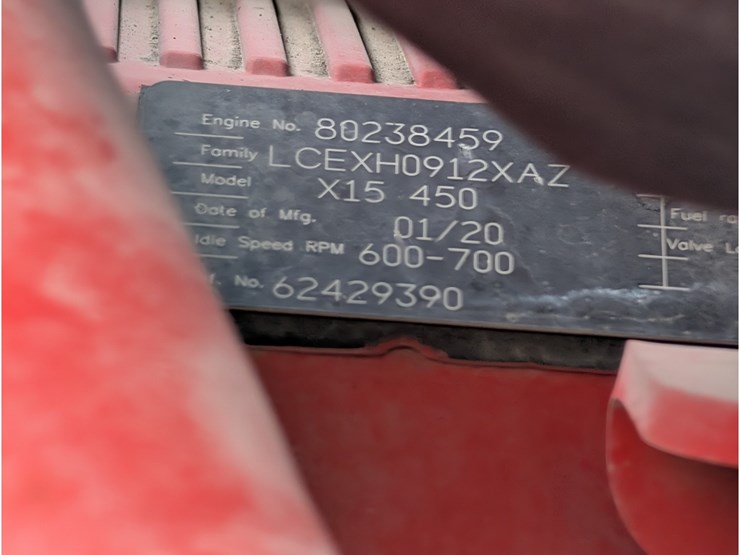 Engine No. 80238459
Family LCEXH0912XAZ
Model X15 450
Date of Mfg. 01/20
Idle Speed RPM 600-700
f. No. 62429390
Fuel ra
Valve L